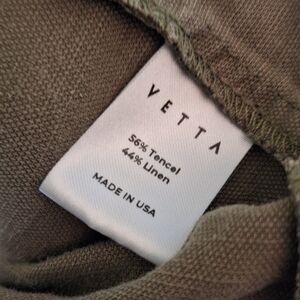 VETTA
56% Tencel
44% Linen
MADE IN USA